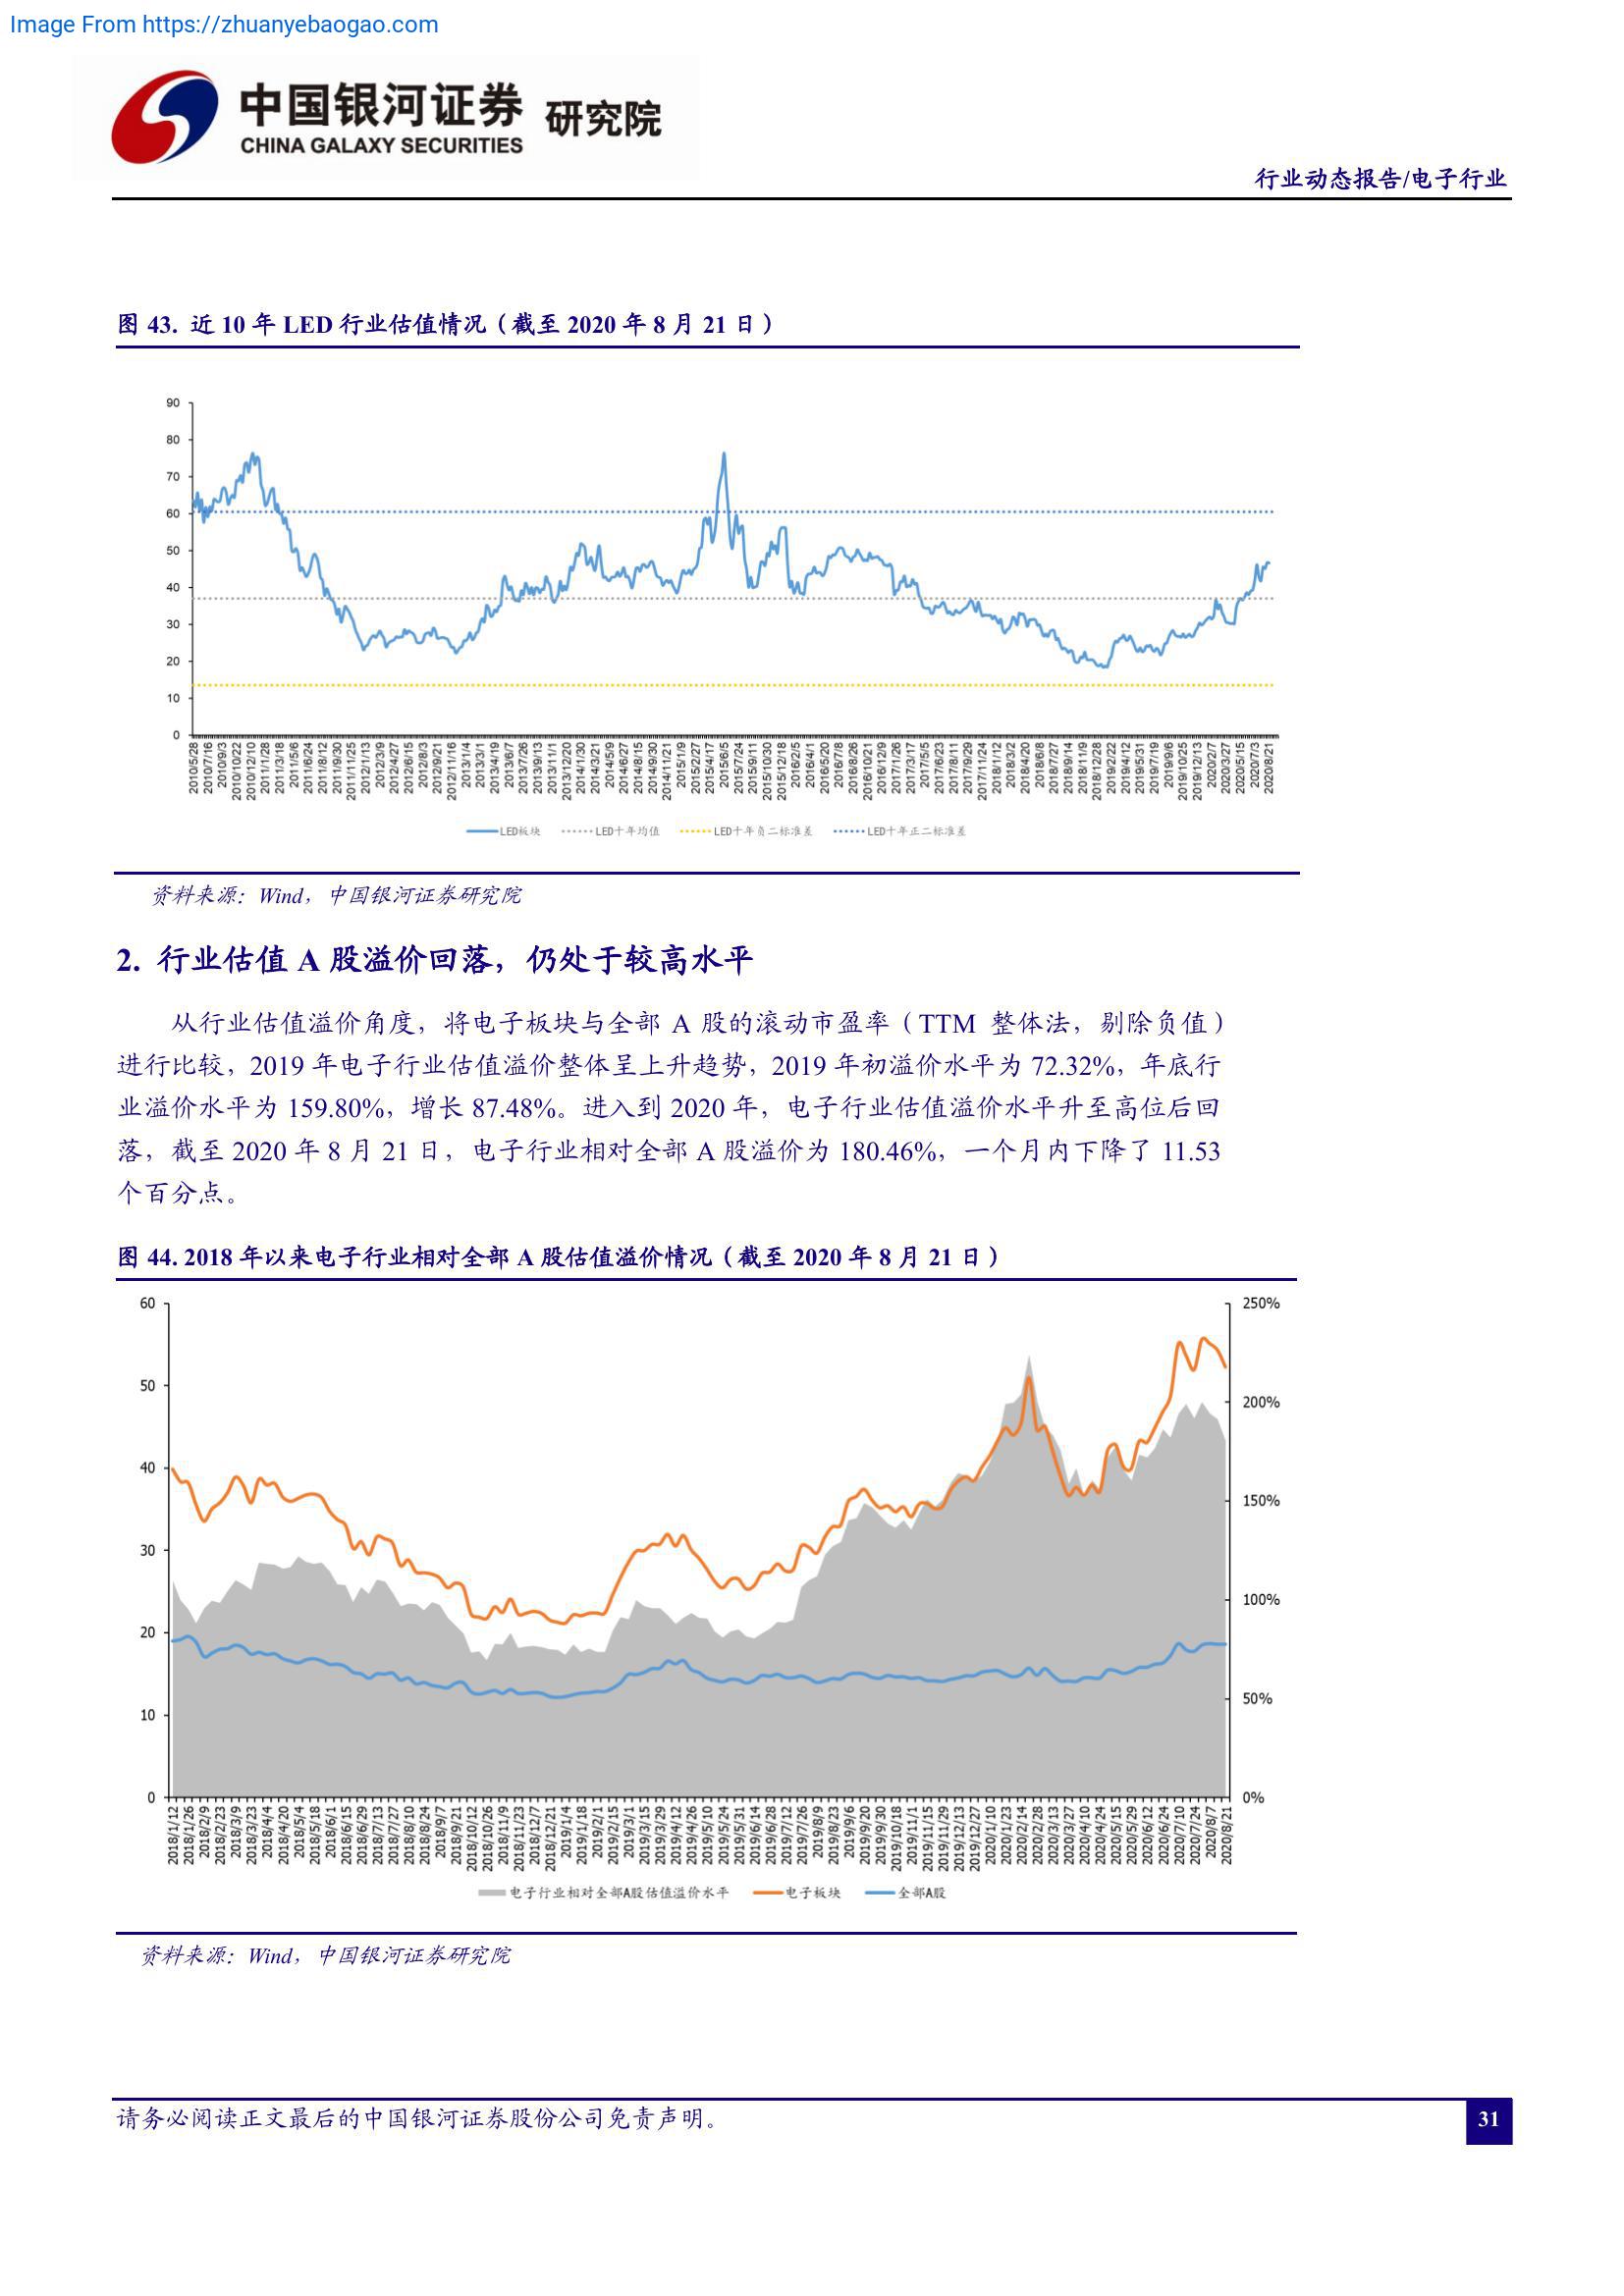 Image From https://zhuanyebaogao.com
中国银河证券 研究院
CHINA GALAXY SECURITIES
行业动态报告/电子行业
图 43. 近 10 年 LED 行业估值情况（截至 2020 年 8 月 21 日）
90
80
70
60
50
40
30
20
10
0
2010/5/28 2010/7/16 2010/9/3 2010/10/22 2010/12/10 2011/1/28 2011/3/18 2011/5/6 2011/6/24 2011/8/12 2011/9/30 2011/11/25 2012/1/13 2012/3/9 2012/4/27 2012/6/15 2012/8/3 2012/9/21 2012/11/16 2013/1/4 2013/3/1 2013/4/19 2013/6/7 2013/7/26 2013/9/13 2013/11/1 2013/12/20 2014/1/30 2014/3/21 2014/5/9 2014/6/27 2014/8/15 2014/9/30 2014/11/21 2015/1/9 2015/2/27 2015/4/17 2015/6/5 2015/7/24 2015/9/11 2015/10/30 2015/12/18 2016/2/5 2016/4/1 2016/5/20 2016/7/8 2016/8/26 2016/10/21 2016/12/9 2017/1/26 2017/3/17 2017/5/5 2017/6/23 2017/8/11 2017/9/29 2017/11/24 2018/1/12 2018/3/2 2018/4/20 2018/6/8 2018/7/27 2018/9/14 2018/11/9 2018/12/28 2019/2/22 2019/4/12 2019/5/31 2019/7/19 2019/9/6 2019/10/25 2019/12/13 2020/2/7 2020/3/27 2020/5/15 2020/7/3 2020/8/21
LED板块 LED十年均值 LED十年负二标准差 LED十年正二标准差
资料来源：Wind，中国银河证券研究院
2. 行业估值 A 股溢价回落，仍处于较高水平
从行业估值溢价角度，将电子板块与全部 A 股的滚动市盈率（TTM 整体法，剔除负值）
进行比较，2019 年电子行业估值溢价整体呈上升趋势，2019 年初溢价水平为 72.32%，年底行
业溢价水平为 159.80%，增长 87.48%。进入到 2020 年，电子行业估值溢价水平升至高位后回
落，截至 2020 年 8 月 21 日，电子行业相对全部 A 股溢价为 180.46%，一个月内下降了 11.53
个百分点。
图 44. 2018 年以来电子行业相对全部 A 股估值溢价情况（截至 2020 年 8 月 21 日）
60 250%
50
200%
40
150%
30
100%
20
50%
10
0 0%
2018/1/12 2018/1/26 2018/2/9 2018/2/23 2018/3/9 2018/3/23 2018/4/4 2018/4/20 2018/5/4 2018/5/18 2018/6/1 2018/6/15 2018/6/29 2018/7/13 2018/7/27 2018/8/10 2018/8/24 2018/9/7 2018/9/21 2018/10/12 2018/10/26 2018/11/9 2018/11/23 2018/12/7 2018/12/21 2019/1/4 2019/1/18 2019/2/1 2019/2/15 2019/3/1 2019/3/15 2019/3/29 2019/4/12 2019/4/26 2019/5/10 2019/5/24 2019/5/31 2019/6/14 2019/6/28 2019/7/12 2019/7/26 2019/8/9 2019/8/23 2019/9/6 2019/9/20 2019/9/30 2019/10/18 2019/11/1 2019/11/15 2019/11/29 2019/12/13 2019/12/27 2020/1/10 2020/1/23 2020/2/14 2020/2/28 2020/3/13 2020/3/27 2020/4/10 2020/4/24 2020/5/15 2020/5/29 2020/6/12 2020/6/24 2020/7/10 2020/7/24 2020/8/7 2020/8/21
电子行业相对全部A股估值溢价水平 电子板块 全部A股
资料来源：Wind，中国银河证券研究院
请务必阅读正文最后的中国银河证券股份公司免责声明。
31